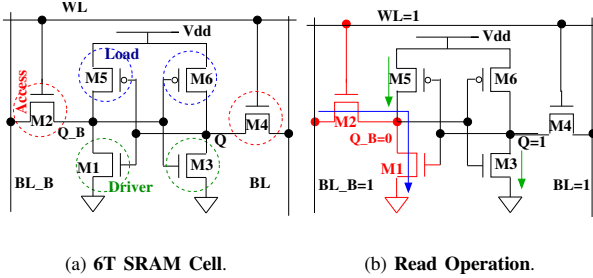 WL
Vdd
Load
M5
M6
Access
M2
M4
Q_B
Q
M1
M3
Driver
BL_B
BL
(a) 6T SRAM Cell.
WL=1
Vdd
M5
M6
M2
M4
Q_B=0
Q=1
M1
M3
BL_B=1
BL=1
(b) Read Operation.